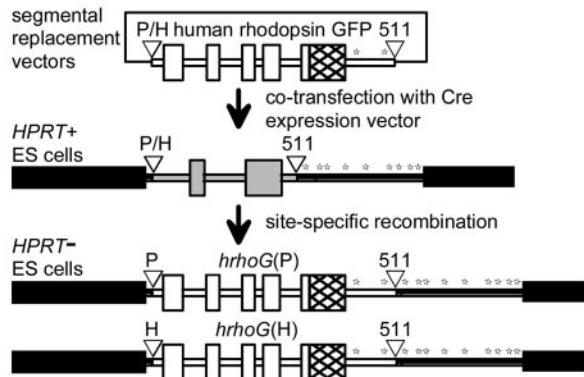 segmental
replacement
vectors
P/H human rhodopsin GFP 511
co-transfection with Cre
expression vector
HPRT+
ES cells
P/H
511
site-specific recombination
HPRT−
ES cells
P
hrhoG(P)
511
H
hrhoG(H)
511